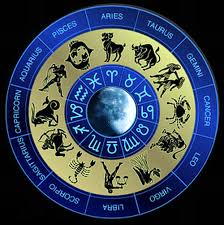 ARIES
TAURUS
GEMINI
CANCER
LEO
VIRGO
LIBRA
SCORPIO
SAGITTARIUS
CAPRICORN
AQUARIUS
PISCES